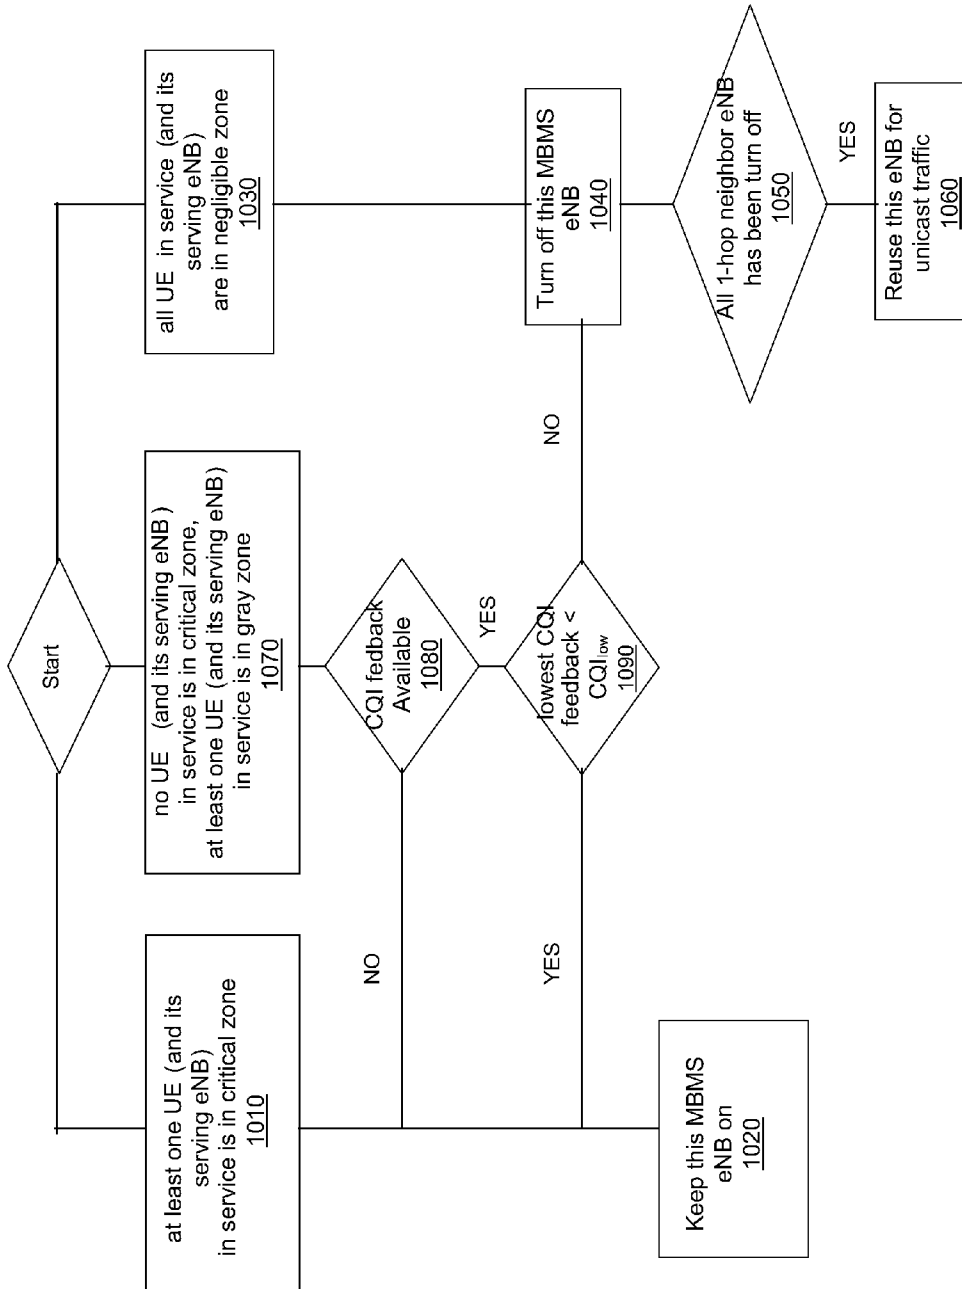 Start
at least one UE (and its
serving eNB)
in service is in critical zone
1010
no UE (and its serving eNB)
in service is in critical zone,
at least one UE (and its serving eNB)
in service is in gray zone
1070
all UE in service (and its
serving eNB)
are in negligible zone
1030
CQI fedback
Available
1080
NO
YES
lowest CQI
feedback <
CQIlow
1090
YES
NO
Turn off this MBMS
eNB
1040
Keep this MBMS
eNB on
1020
All 1-hop neighbor eNB
has been turn off
1050
YES
Reuse this eNB for
unicast traffic
1060